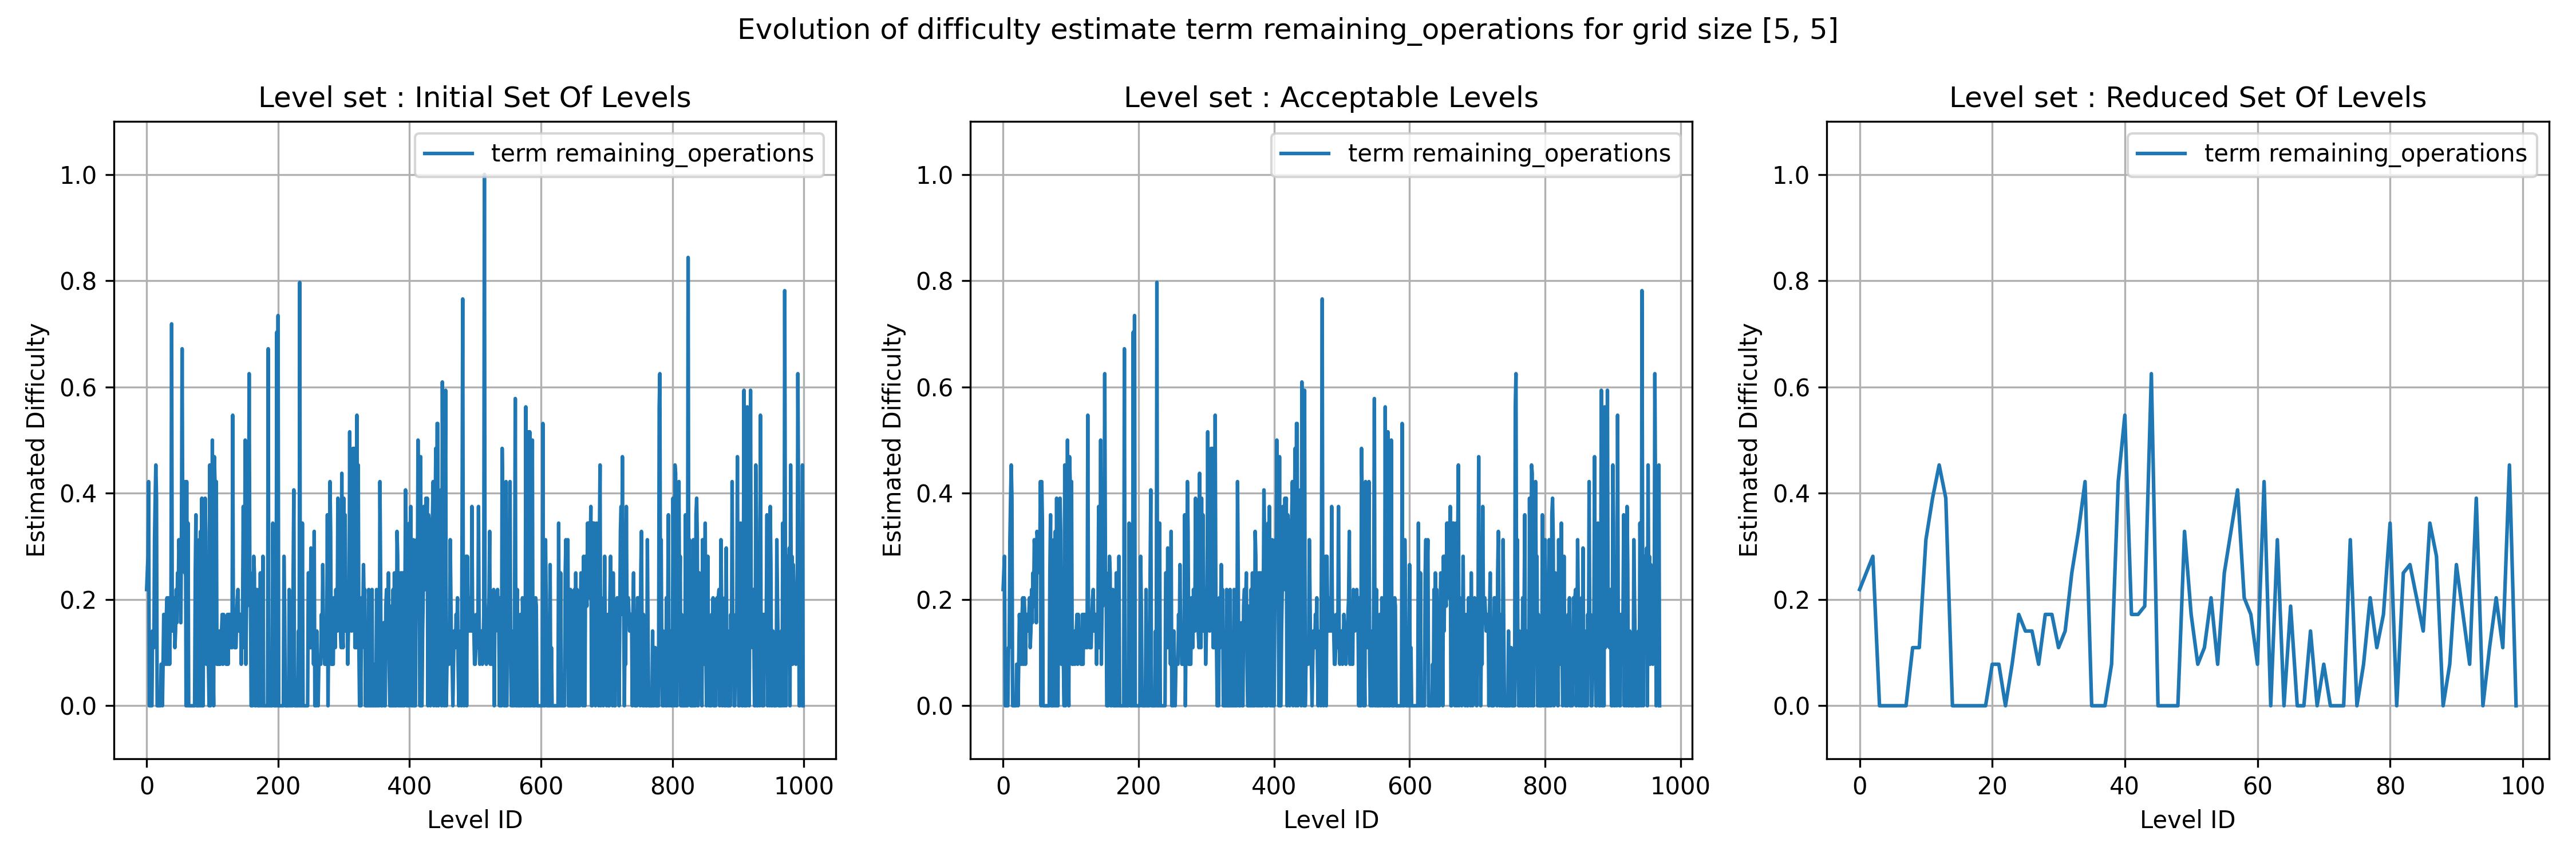 Evolution of difficulty estimate term remaining_operations for grid size [5, 5]
Level set : Initial Set Of Levels
term remaining_operations
1.0
0.8
0.6
0.4
0.2
0.0
Estimated Difficulty
0 200 400 600 800 1000
Level ID
Level set : Acceptable Levels
term remaining_operations
1.0
0.8
0.6
0.4
0.2
0.0
Estimated Difficulty
0 200 400 600 800 1000
Level ID
Level set : Reduced Set Of Levels
term remaining_operations
1.0
0.8
0.6
0.4
0.2
0.0
Estimated Difficulty
0 20 40 60 80 100
Level ID